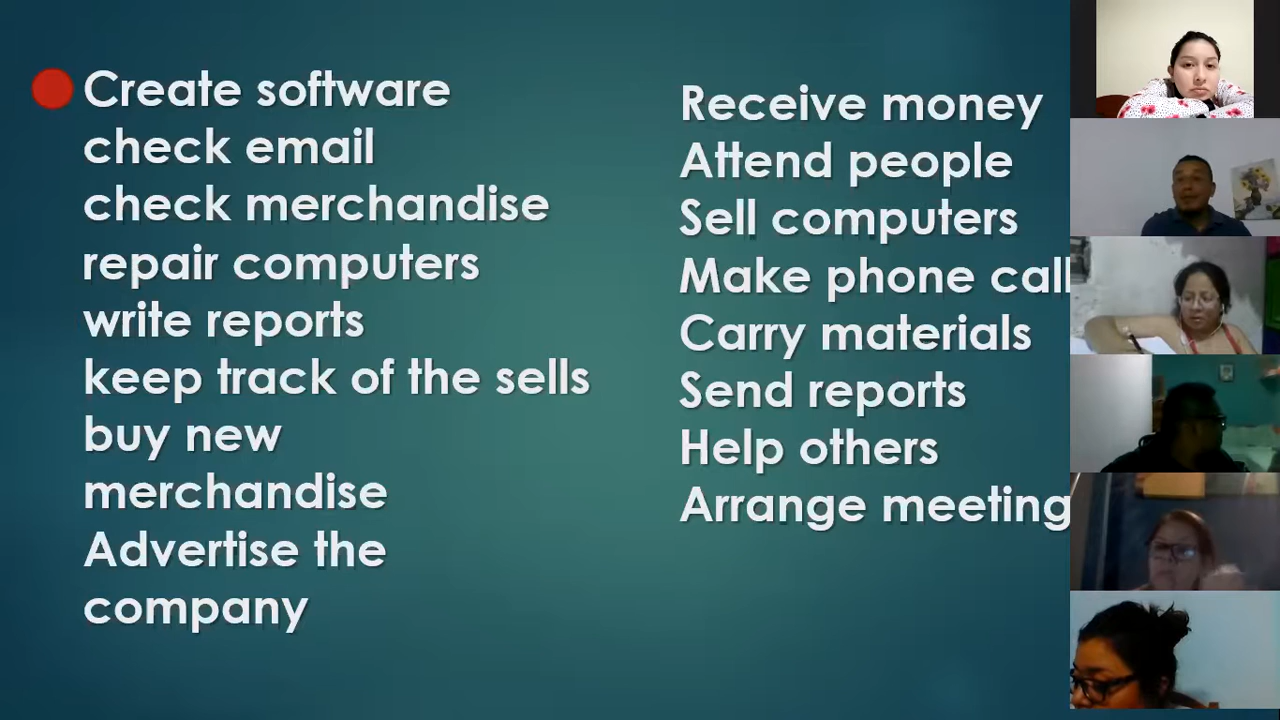 Create software
check email
check merchandise
repair computers
write reports
keep track of the sells
buy new
merchandise
Advertise the
company
Receive money
Attend people
Sell computers
Make phone call
Carry materials
Send reports
Help others
Arrange meeting